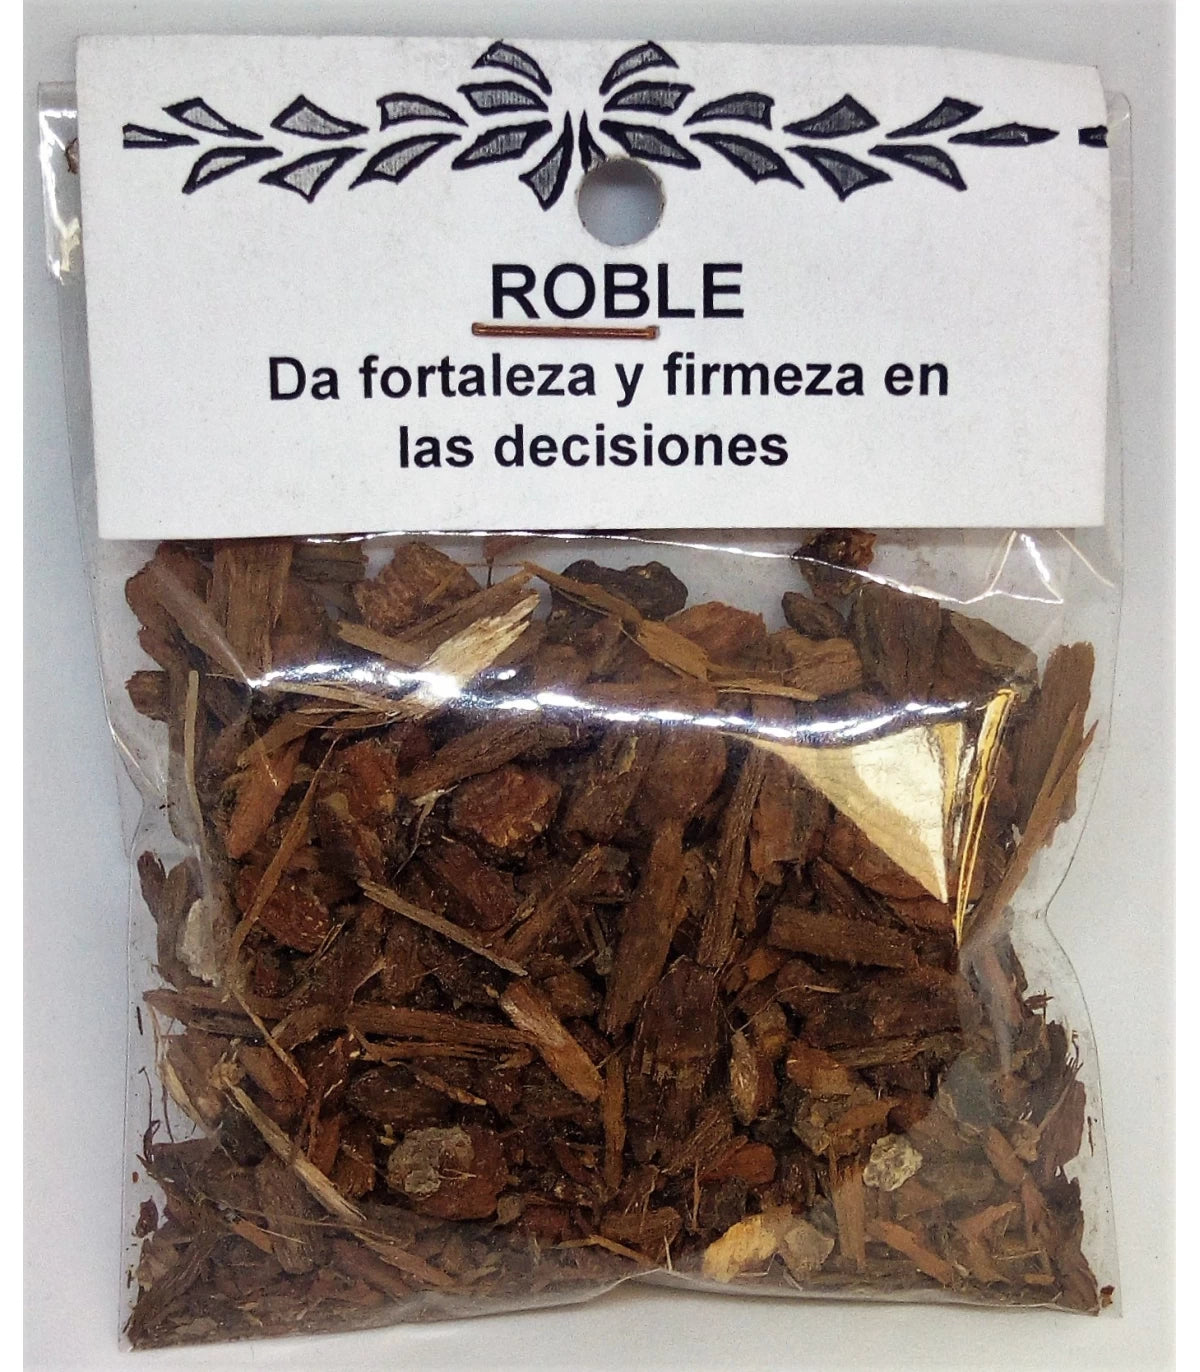 ROBLE
Da fortaleza y firmeza en
las decisiones